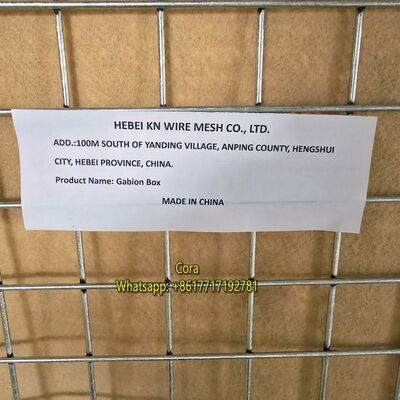 HEBEI KN WIRE MESH CO., LTD.
ADD.:100M SOUTH OF YANDING VILLAGE, ANPING COUNTY, HENGSHUI
CITY, HEBEI PROVINCE, CHINA.
Product Name: Gabion Box
MADE IN CHINA
Cora
Whatsapp: +8617717192781